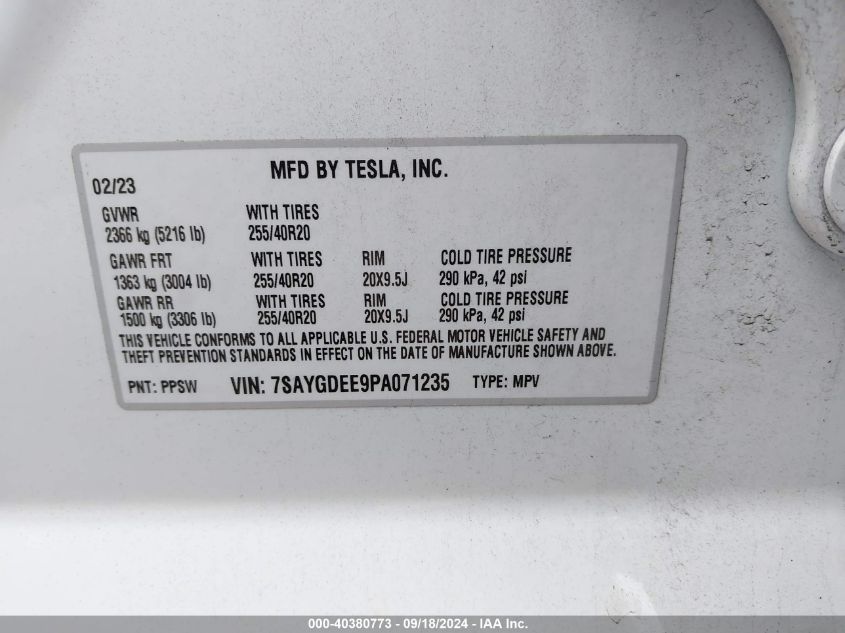 MFD BY TESLA, INC.
02/23
GVWR WITH TIRES
2366 kg (5216 lb) 255/40R20
GAWR FRT WITH TIRES RIM COLD TIRE PRESSURE
1363 kg (3004 lb) 255/40R20 20X9.5J 290 kPa, 42 psi
GAWR RR WITH TIRES RIM COLD TIRE PRESSURE
1500 kg (3306 lb) 255/40R20 20X9.5J 290 kPa, 42 psi
THIS VEHICLE CONFORMS TO ALL APPLICABLE U.S. FEDERAL MOTOR VEHICLE SAFETY AND
THEFT PREVENTION STANDARDS IN EFFECT ON THE DATE OF MANUFACTURE SHOWN ABOVE.
PNT: PPSW VIN: 7SAYGDEE9PA071235 TYPE: MPV
000-40380773 - 09/18/2024 - IAA Inc.